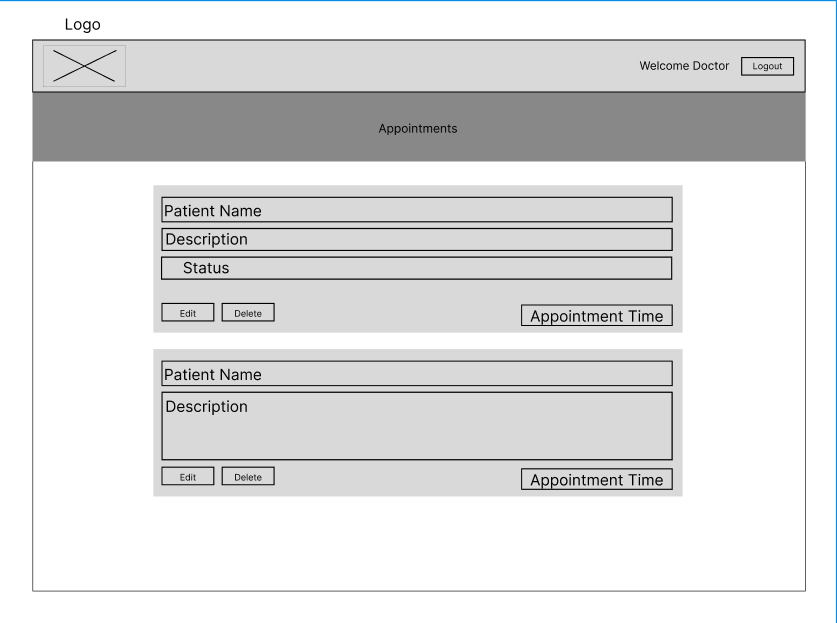 Logo
Welcome Doctor
Logout
Appointments
Patient Name
Description
Status
Edit
Delete
Appointment Time
Patient Name
Description
Edit
Delete
Appointment Time